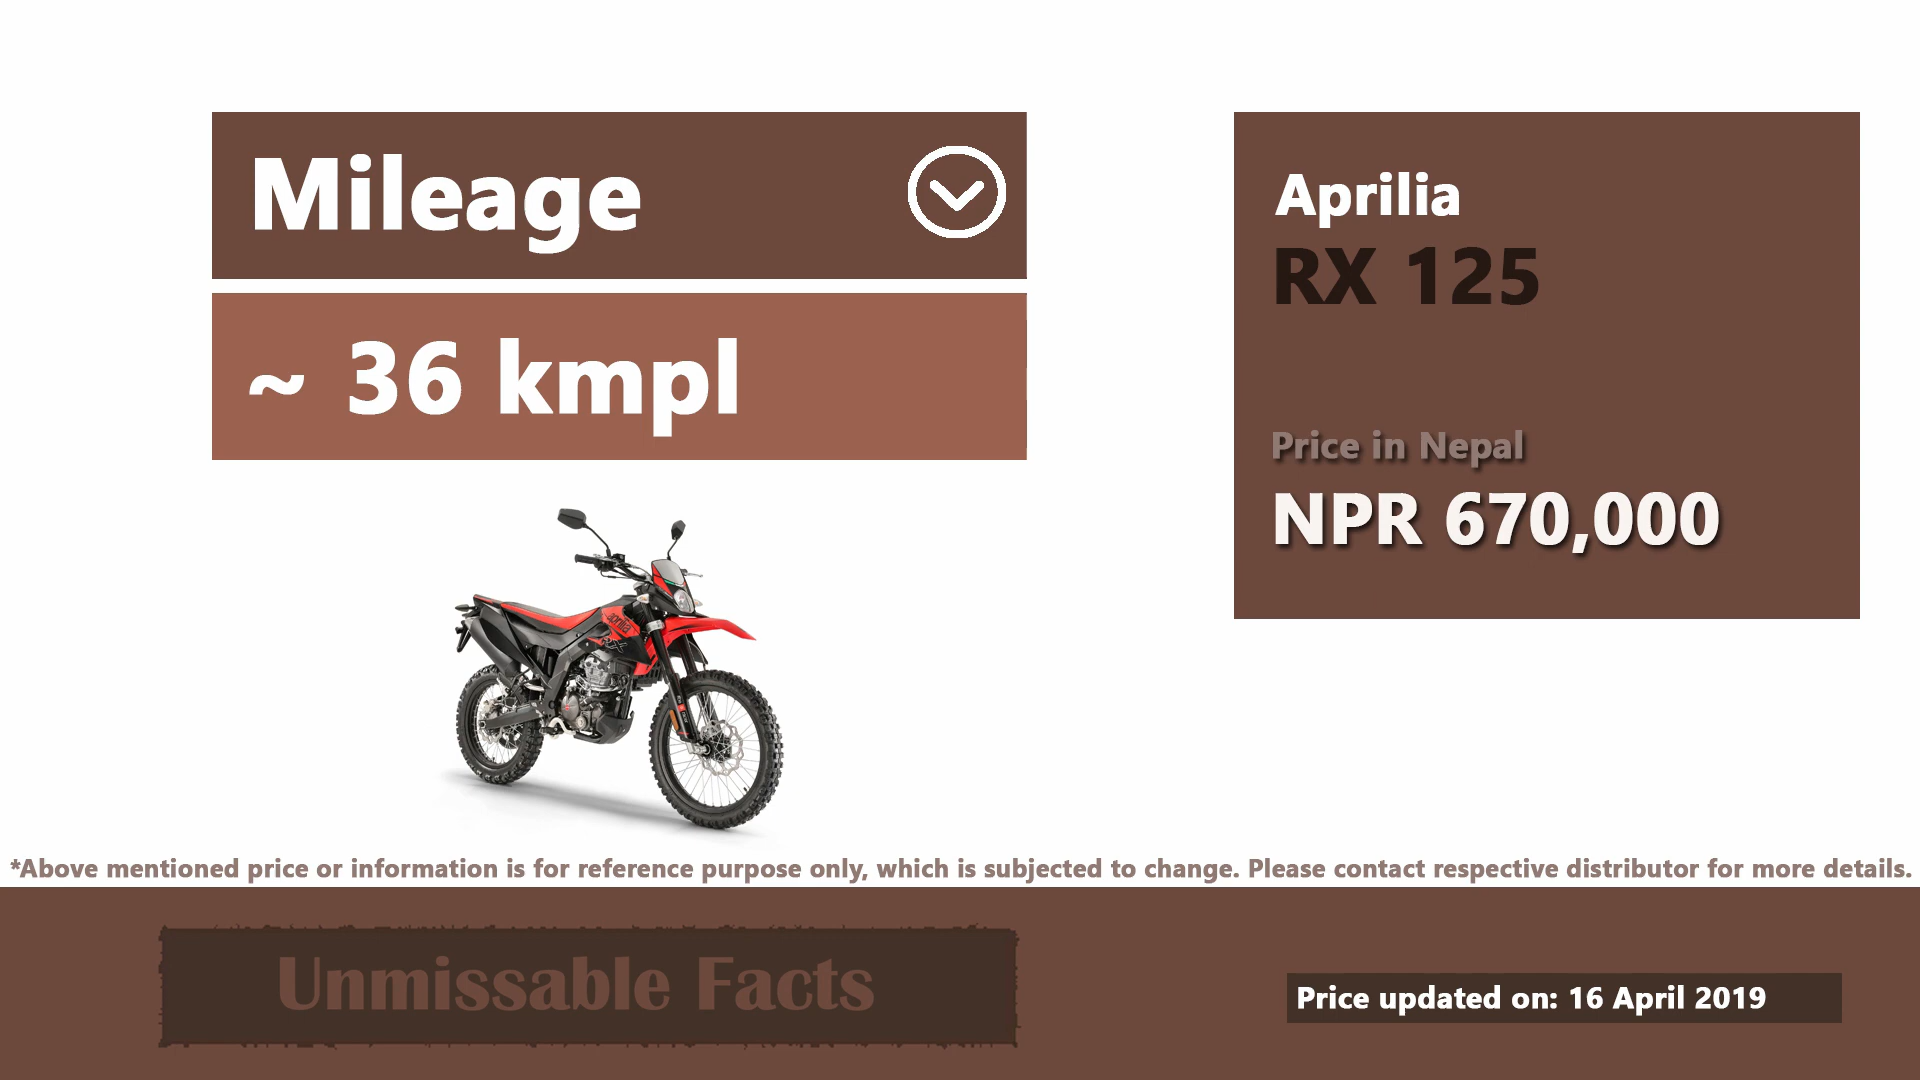 Mileage
~ 36 kmpl
Aprilia
RX 125
Price in Nepal
NPR 670,000
aprilia
RX
*Above mentioned price or information is for reference purpose only, which is subjected to change. Please contact respective distributor for more details.
Unmissable Facts
Price updated on: 16 April 2019